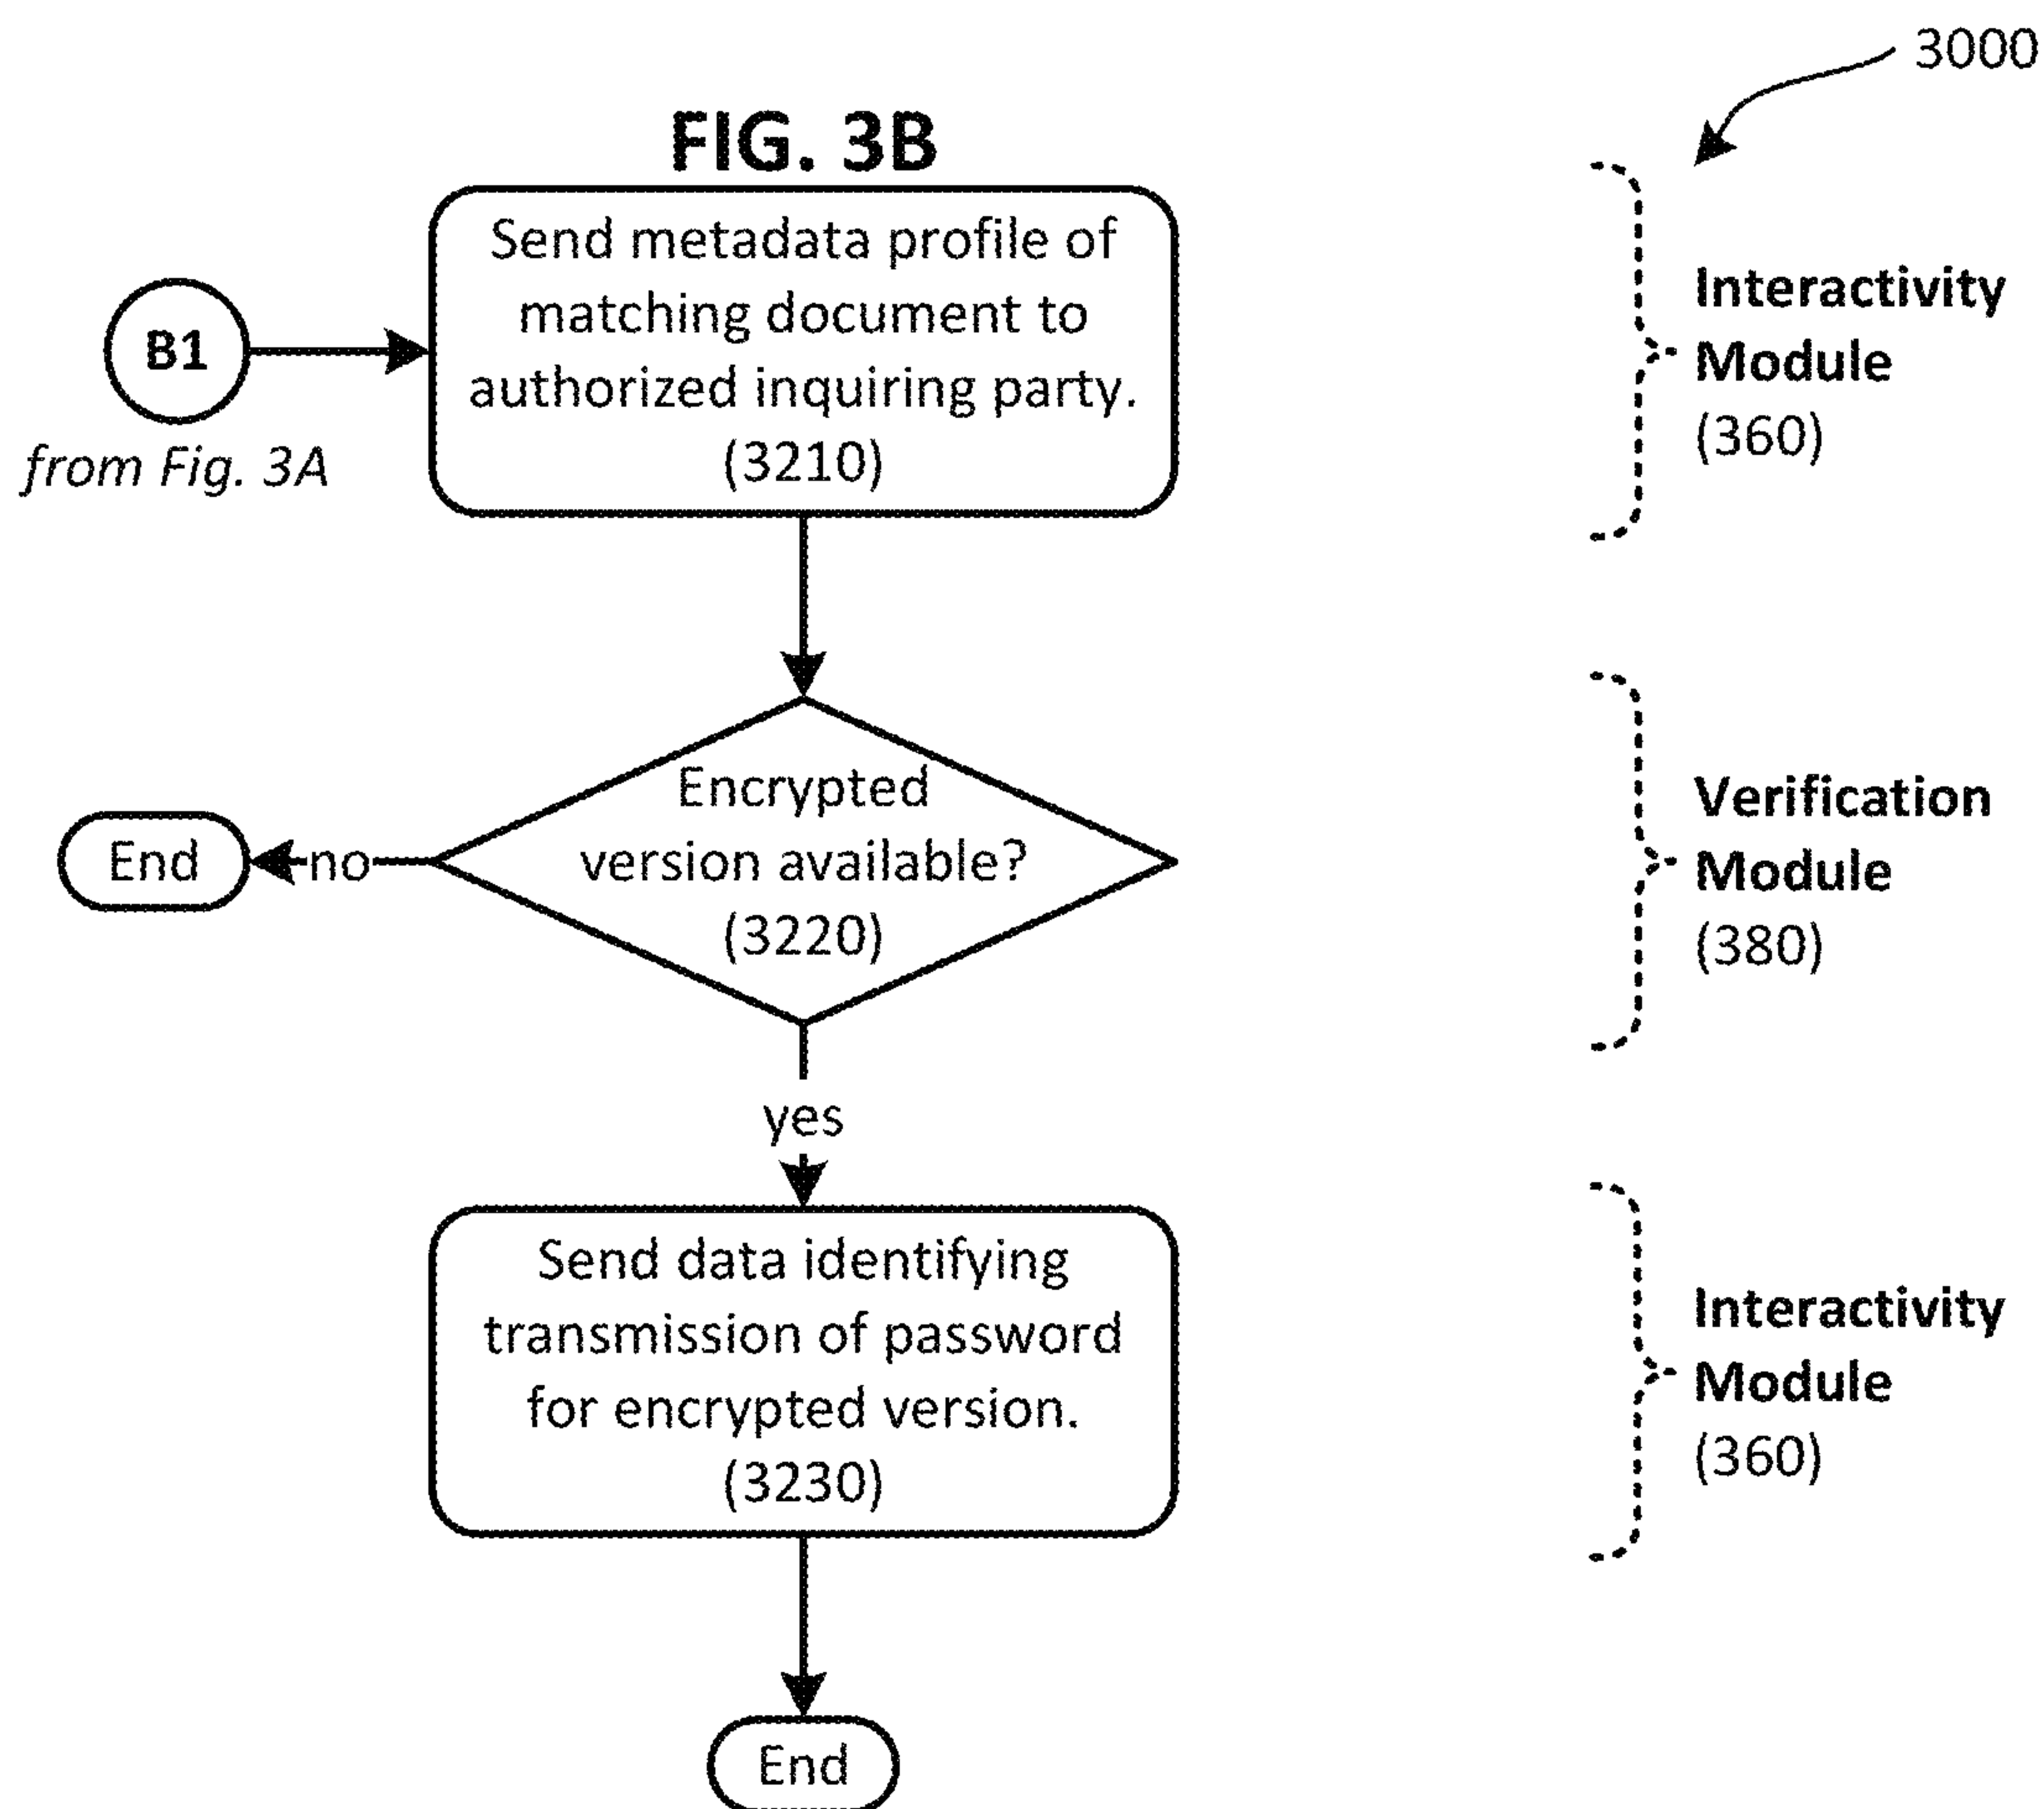 3000
FIG. 3B
Send metadata profile of
matching document to
authorized inquiring party.
(3210)
B1
from Fig. 3A
Interactivity
Module
(360)
Encrypted
version available?
(3220)
no
End
Verification
Module
(380)
yes
Send data identifying
transmission of password
for encrypted version.
(3230)
Interactivity
Module
(360)
End